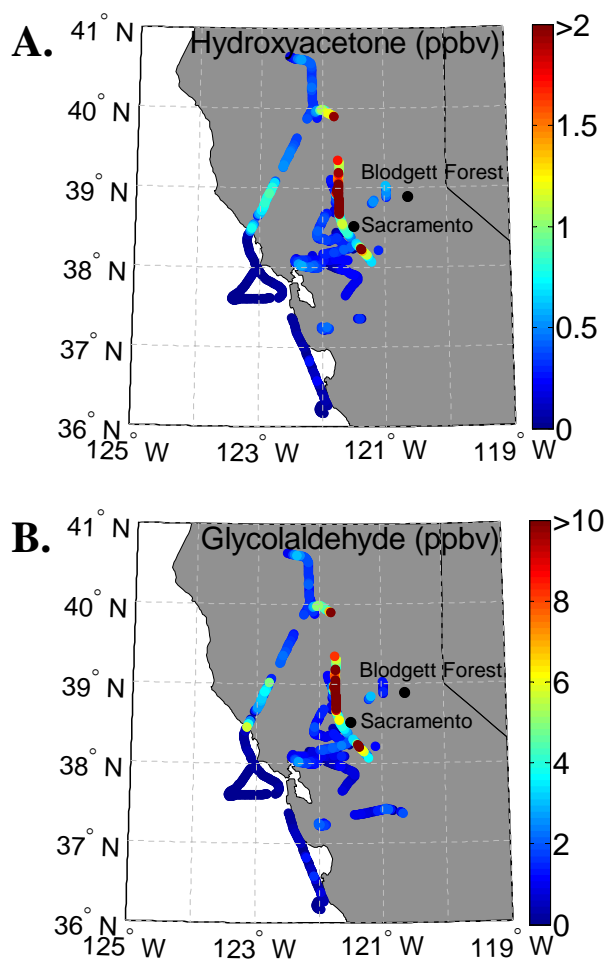 A.
Hydroxyacetone (ppbv)
41° N
40° N
39° N
38° N
37° N
36° N
125° W
123° W
121° W
119° W
Blodgett Forest
Sacramento
>2
1.5
1
0.5
0
B.
Glycolaldehyde (ppbv)
41° N
40° N
39° N
38° N
37° N
36° N
125° W
123° W
121° W
119° W
Blodgett Forest
Sacramento
>10
8
6
4
2
0